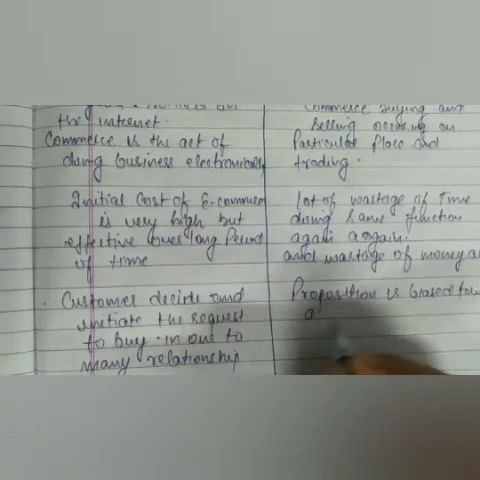 the internet.
Commerce is the act of
doing business electronically
Initial Cost of E-commerce
is very high but
effective over long Period
of time
. Customer decide and
initiate the request
to buy in one to
many relationship
Commerce buying and
Selling occuring on
Particular Place and
trading.
lot of wastage of Time
doing same function
again again.
and wastage of money a
Proposition is biased tow
a